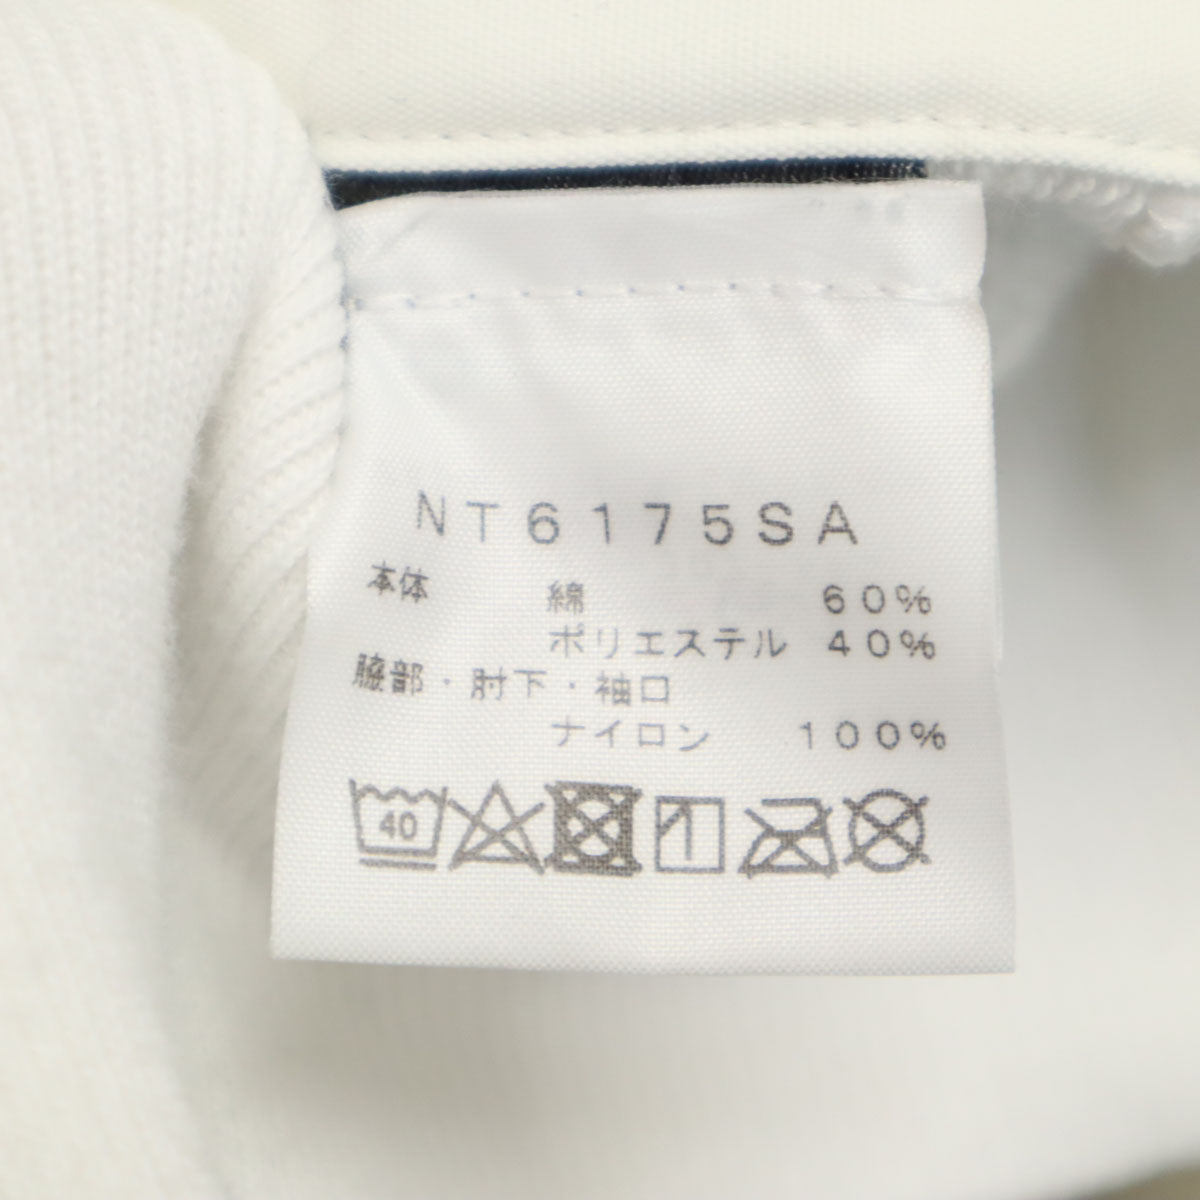 NT6175SA
本体 綿 60%
ポリエステル 40%
脇部・肘下・袖口
ナイロン 100%
40